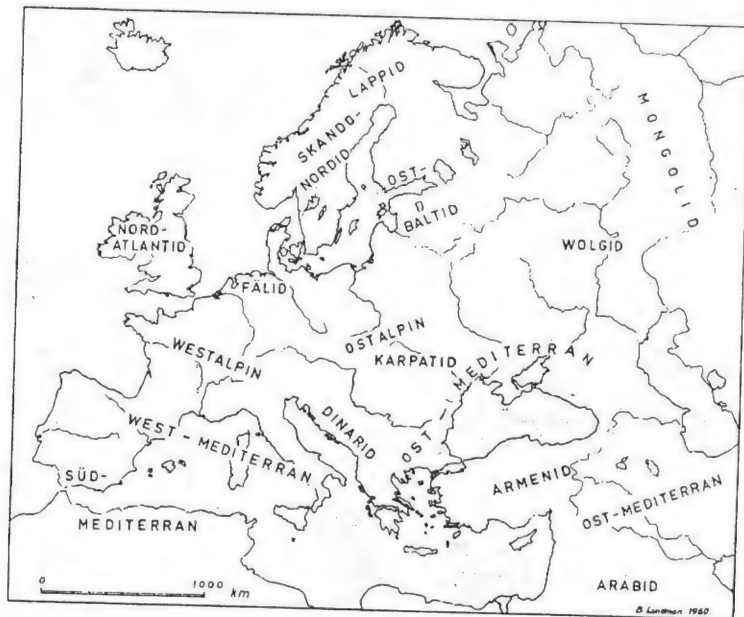 LAPPID
SKANDO-
NORDID
OST-
BALTID
MONGOLID
NORD-
ATLANTID
WOLGID
FÄLID
WESTALPIN
OSTALPIN
KARPATID
OST-MEDITERRAN
WEST-MEDITERRAN
DINARID
SÜD-
MEDITERRAN
ARMENID
OST-MEDITERRAN
ARABID
0 1000 km
B. Lundman 1960